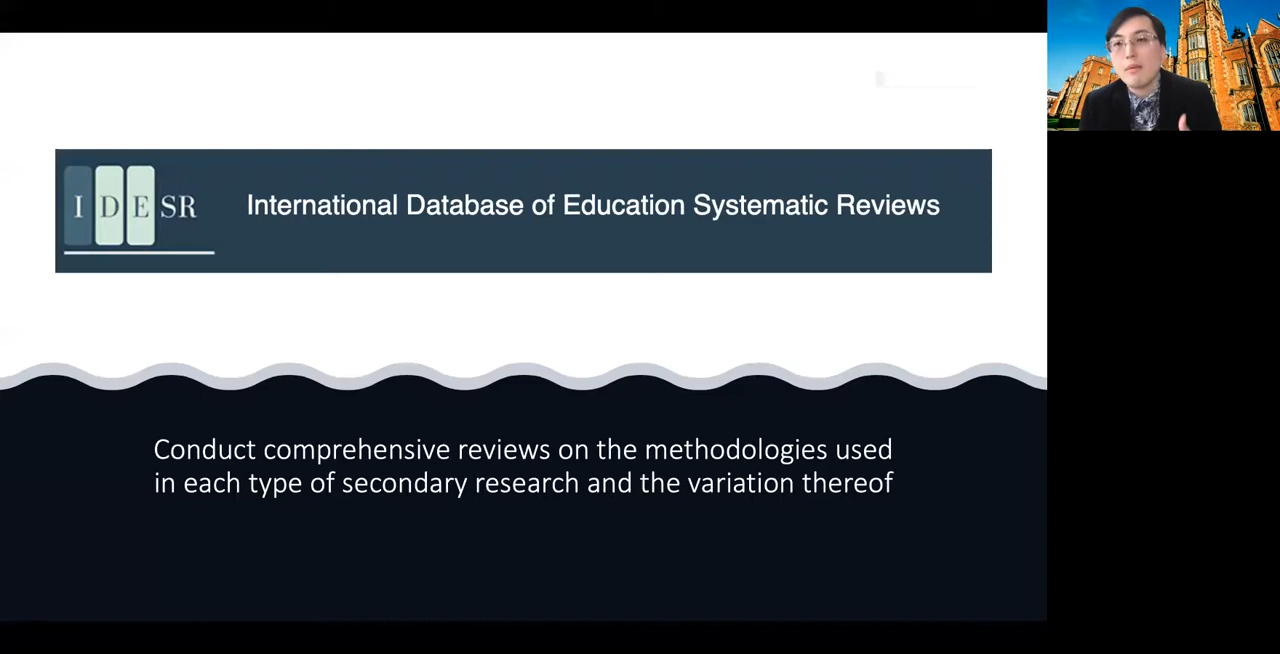 IDESR
International Database of Education Systematic Reviews
Conduct comprehensive reviews on the methodologies used
in each type of secondary research and the variation thereof